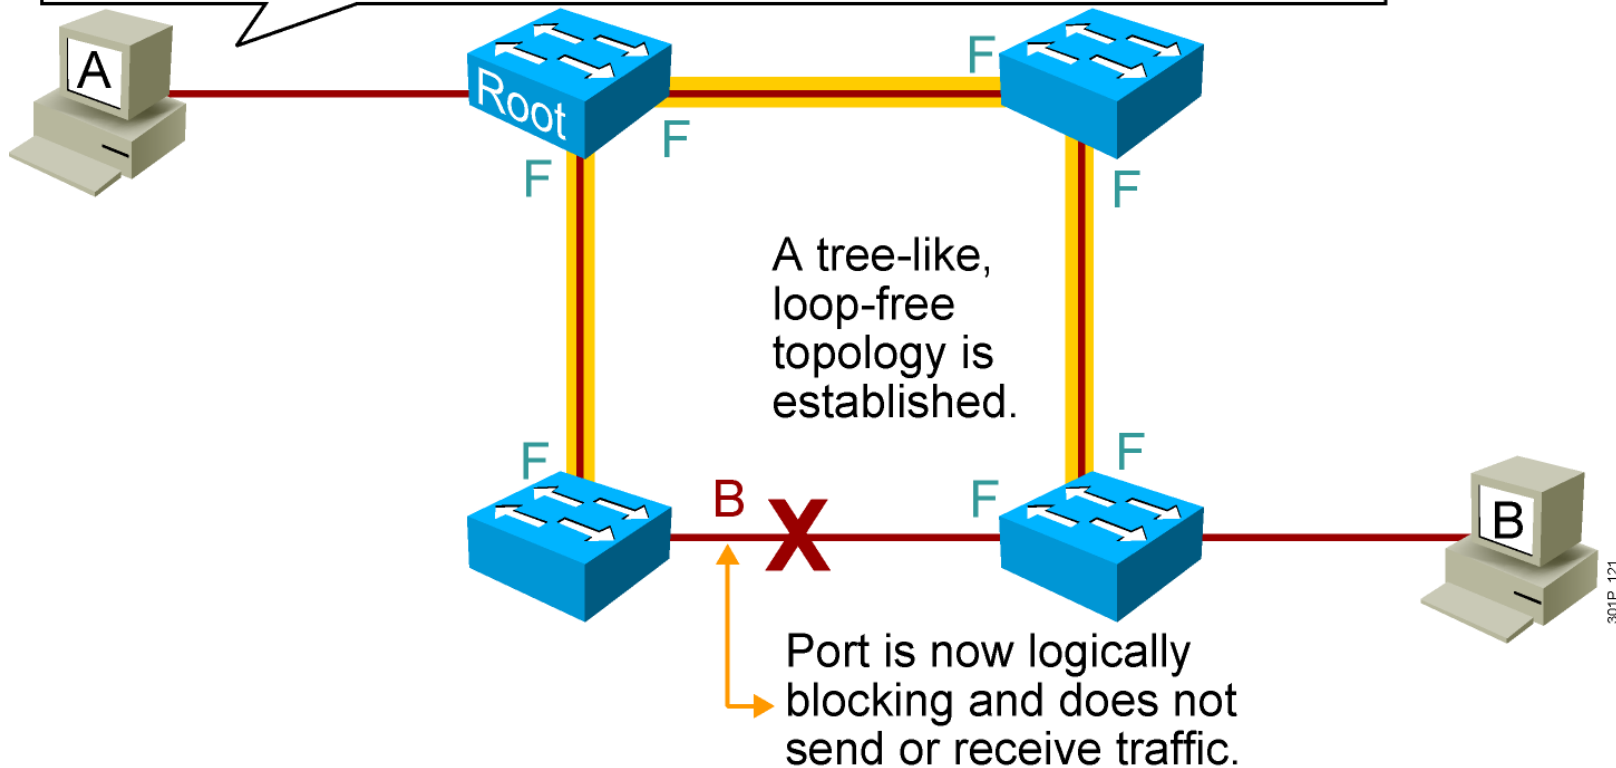 A
Root
F
F
F
F
A tree-like,
loop-free
topology is
established.
F
F
B
F
B
Port is now logically
blocking and does not
send or receive traffic.
301P_121